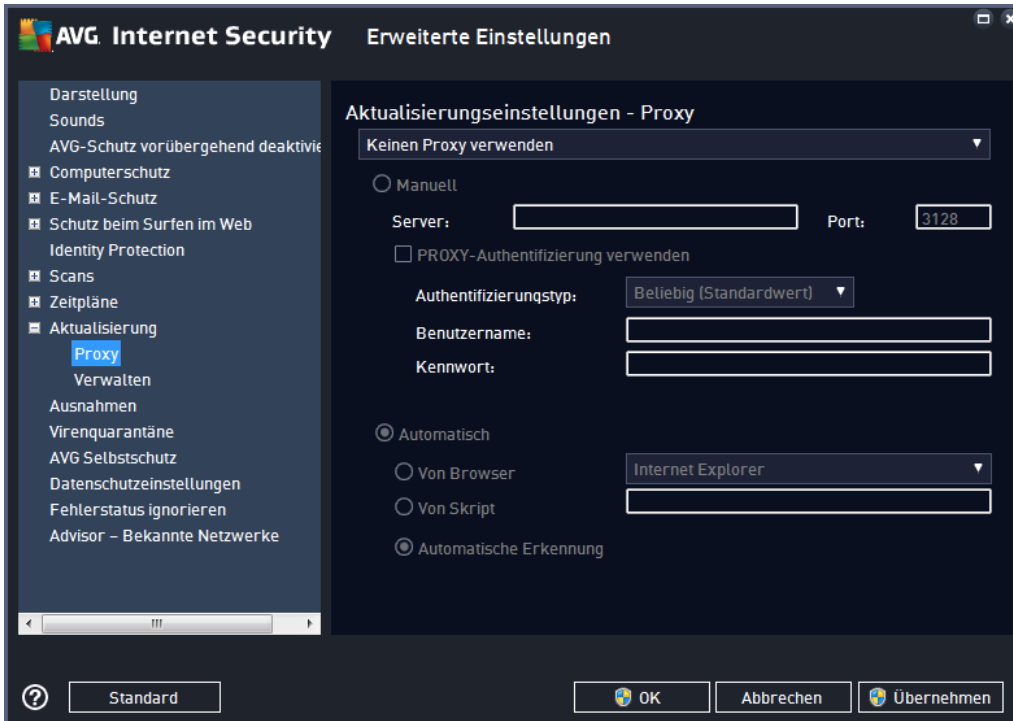 AVG. Internet Security Erweiterte Einstellungen
Darstellung
Sounds
AVG-Schutz vorübergehend deaktivie
Computerschutz
E-Mail-Schutz
Schutz beim Surfen im Web
Identity Protection
Scans
Zeitpläne
Aktualisierung
Proxy
Verwalten
Ausnahmen
Virenquarantäne
AVG Selbstschutz
Datenschutzeinstellungen
Fehlerstatus ignorieren
Advisor – Bekannte Netzwerke
Aktualisierungseinstellungen - Proxy
Keinen Proxy verwenden
Manuell
Server: Port: 3128
PROXY-Authentifizierung verwenden
Authentifizierungstyp: Beliebig (Standardwert)
Benutzername:
Kennwort:
Automatisch
Von Browser Internet Explorer
Von Skript
Automatische Erkennung
? Standard OK Abbrechen Übernehmen